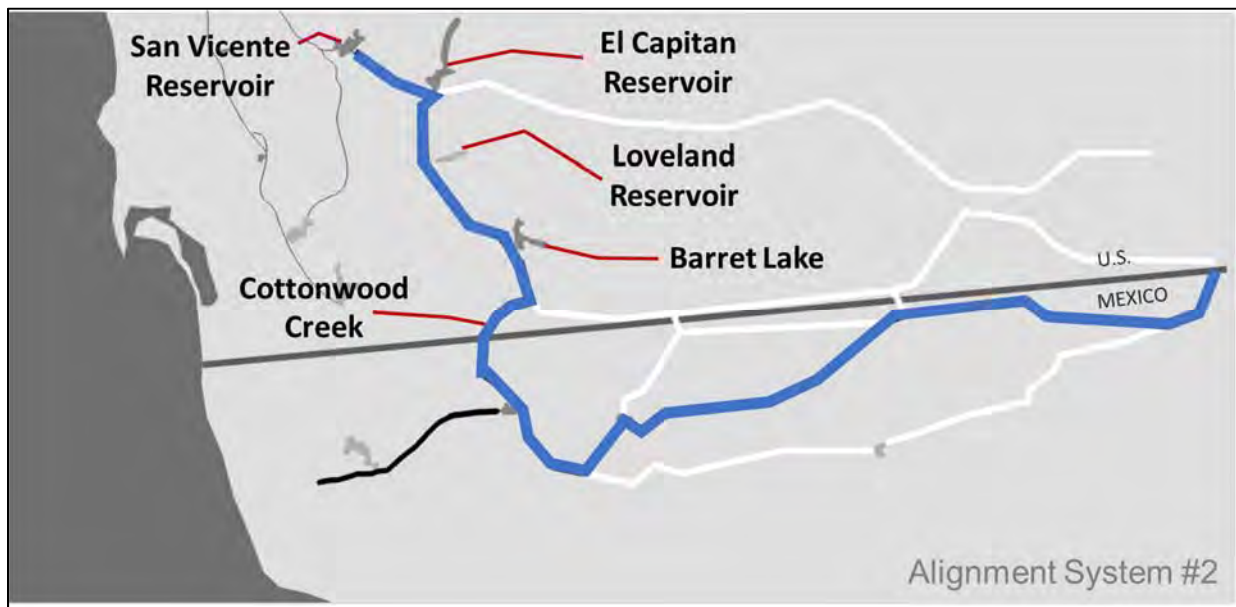 San Vicente
Reservoir
El Capitan
Reservoir
Loveland
Reservoir
Barret Lake
Cottonwood
Creek
U.S.
MEXICO
Alignment System #2